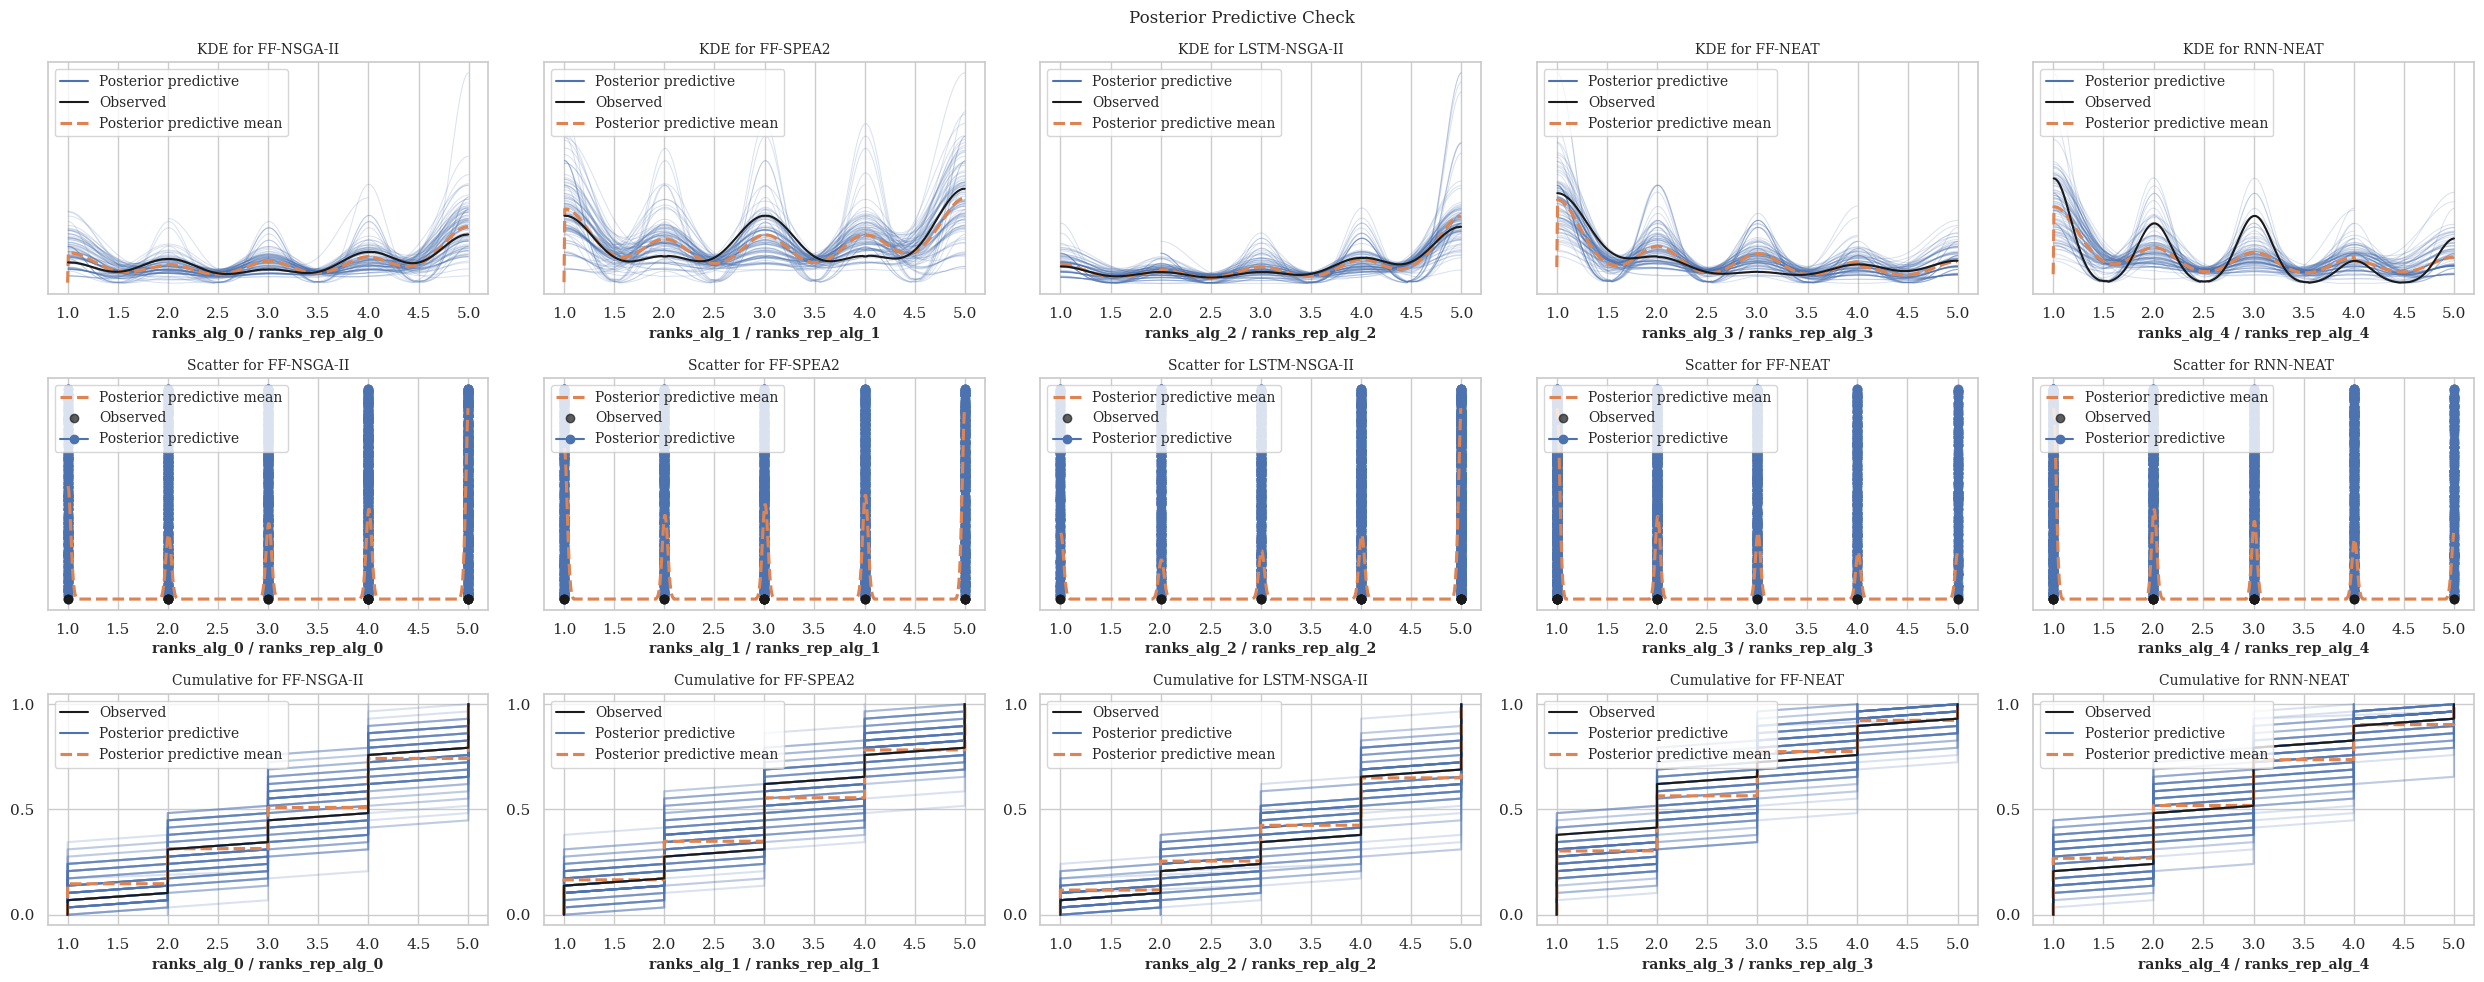 Posterior Predictive Check
KDE for FF-NSGA-II
Posterior predictive
Observed
Posterior predictive mean
1.0 1.5 2.0 2.5 3.0 3.5 4.0 4.5 5.0
ranks_alg_0 / ranks_rep_alg_0
KDE for FF-SPEA2
Posterior predictive
Observed
Posterior predictive mean
1.0 1.5 2.0 2.5 3.0 3.5 4.0 4.5 5.0
ranks_alg_1 / ranks_rep_alg_1
KDE for LSTM-NSGA-II
Posterior predictive
Observed
Posterior predictive mean
1.0 1.5 2.0 2.5 3.0 3.5 4.0 4.5 5.0
ranks_alg_2 / ranks_rep_alg_2
KDE for FF-NEAT
Posterior predictive
Observed
Posterior predictive mean
1.0 1.5 2.0 2.5 3.0 3.5 4.0 4.5 5.0
ranks_alg_3 / ranks_rep_alg_3
KDE for RNN-NEAT
Posterior predictive
Observed
Posterior predictive mean
1.0 1.5 2.0 2.5 3.0 3.5 4.0 4.5 5.0
ranks_alg_4 / ranks_rep_alg_4
Scatter for FF-NSGA-II
Posterior predictive mean
Observed
Posterior predictive
1.0 1.5 2.0 2.5 3.0 3.5 4.0 4.5 5.0
ranks_alg_0 / ranks_rep_alg_0
Scatter for FF-SPEA2
Posterior predictive mean
Observed
Posterior predictive
1.0 1.5 2.0 2.5 3.0 3.5 4.0 4.5 5.0
ranks_alg_1 / ranks_rep_alg_1
Scatter for LSTM-NSGA-II
Posterior predictive mean
Observed
Posterior predictive
1.0 1.5 2.0 2.5 3.0 3.5 4.0 4.5 5.0
ranks_alg_2 / ranks_rep_alg_2
Scatter for FF-NEAT
Posterior predictive mean
Observed
Posterior predictive
1.0 1.5 2.0 2.5 3.0 3.5 4.0 4.5 5.0
ranks_alg_3 / ranks_rep_alg_3
Scatter for RNN-NEAT
Posterior predictive mean
Observed
Posterior predictive
1.0 1.5 2.0 2.5 3.0 3.5 4.0 4.5 5.0
ranks_alg_4 / ranks_rep_alg_4
Cumulative for FF-NSGA-II
1.0
0.5
0.0
Observed
Posterior predictive
Posterior predictive mean
1.0 1.5 2.0 2.5 3.0 3.5 4.0 4.5 5.0
ranks_alg_0 / ranks_rep_alg_0
Cumulative for FF-SPEA2
1.0
0.5
0.0
Observed
Posterior predictive
Posterior predictive mean
1.0 1.5 2.0 2.5 3.0 3.5 4.0 4.5 5.0
ranks_alg_1 / ranks_rep_alg_1
Cumulative for LSTM-NSGA-II
1.0
0.5
0.0
Observed
Posterior predictive
Posterior predictive mean
1.0 1.5 2.0 2.5 3.0 3.5 4.0 4.5 5.0
ranks_alg_2 / ranks_rep_alg_2
Cumulative for FF-NEAT
1.0
0.5
0.0
Observed
Posterior predictive
Posterior predictive mean
1.0 1.5 2.0 2.5 3.0 3.5 4.0 4.5 5.0
ranks_alg_3 / ranks_rep_alg_3
Cumulative for RNN-NEAT
1.0
0.5
0.0
Observed
Posterior predictive
Posterior predictive mean
1.0 1.5 2.0 2.5 3.0 3.5 4.0 4.5 5.0
ranks_alg_4 / ranks_rep_alg_4